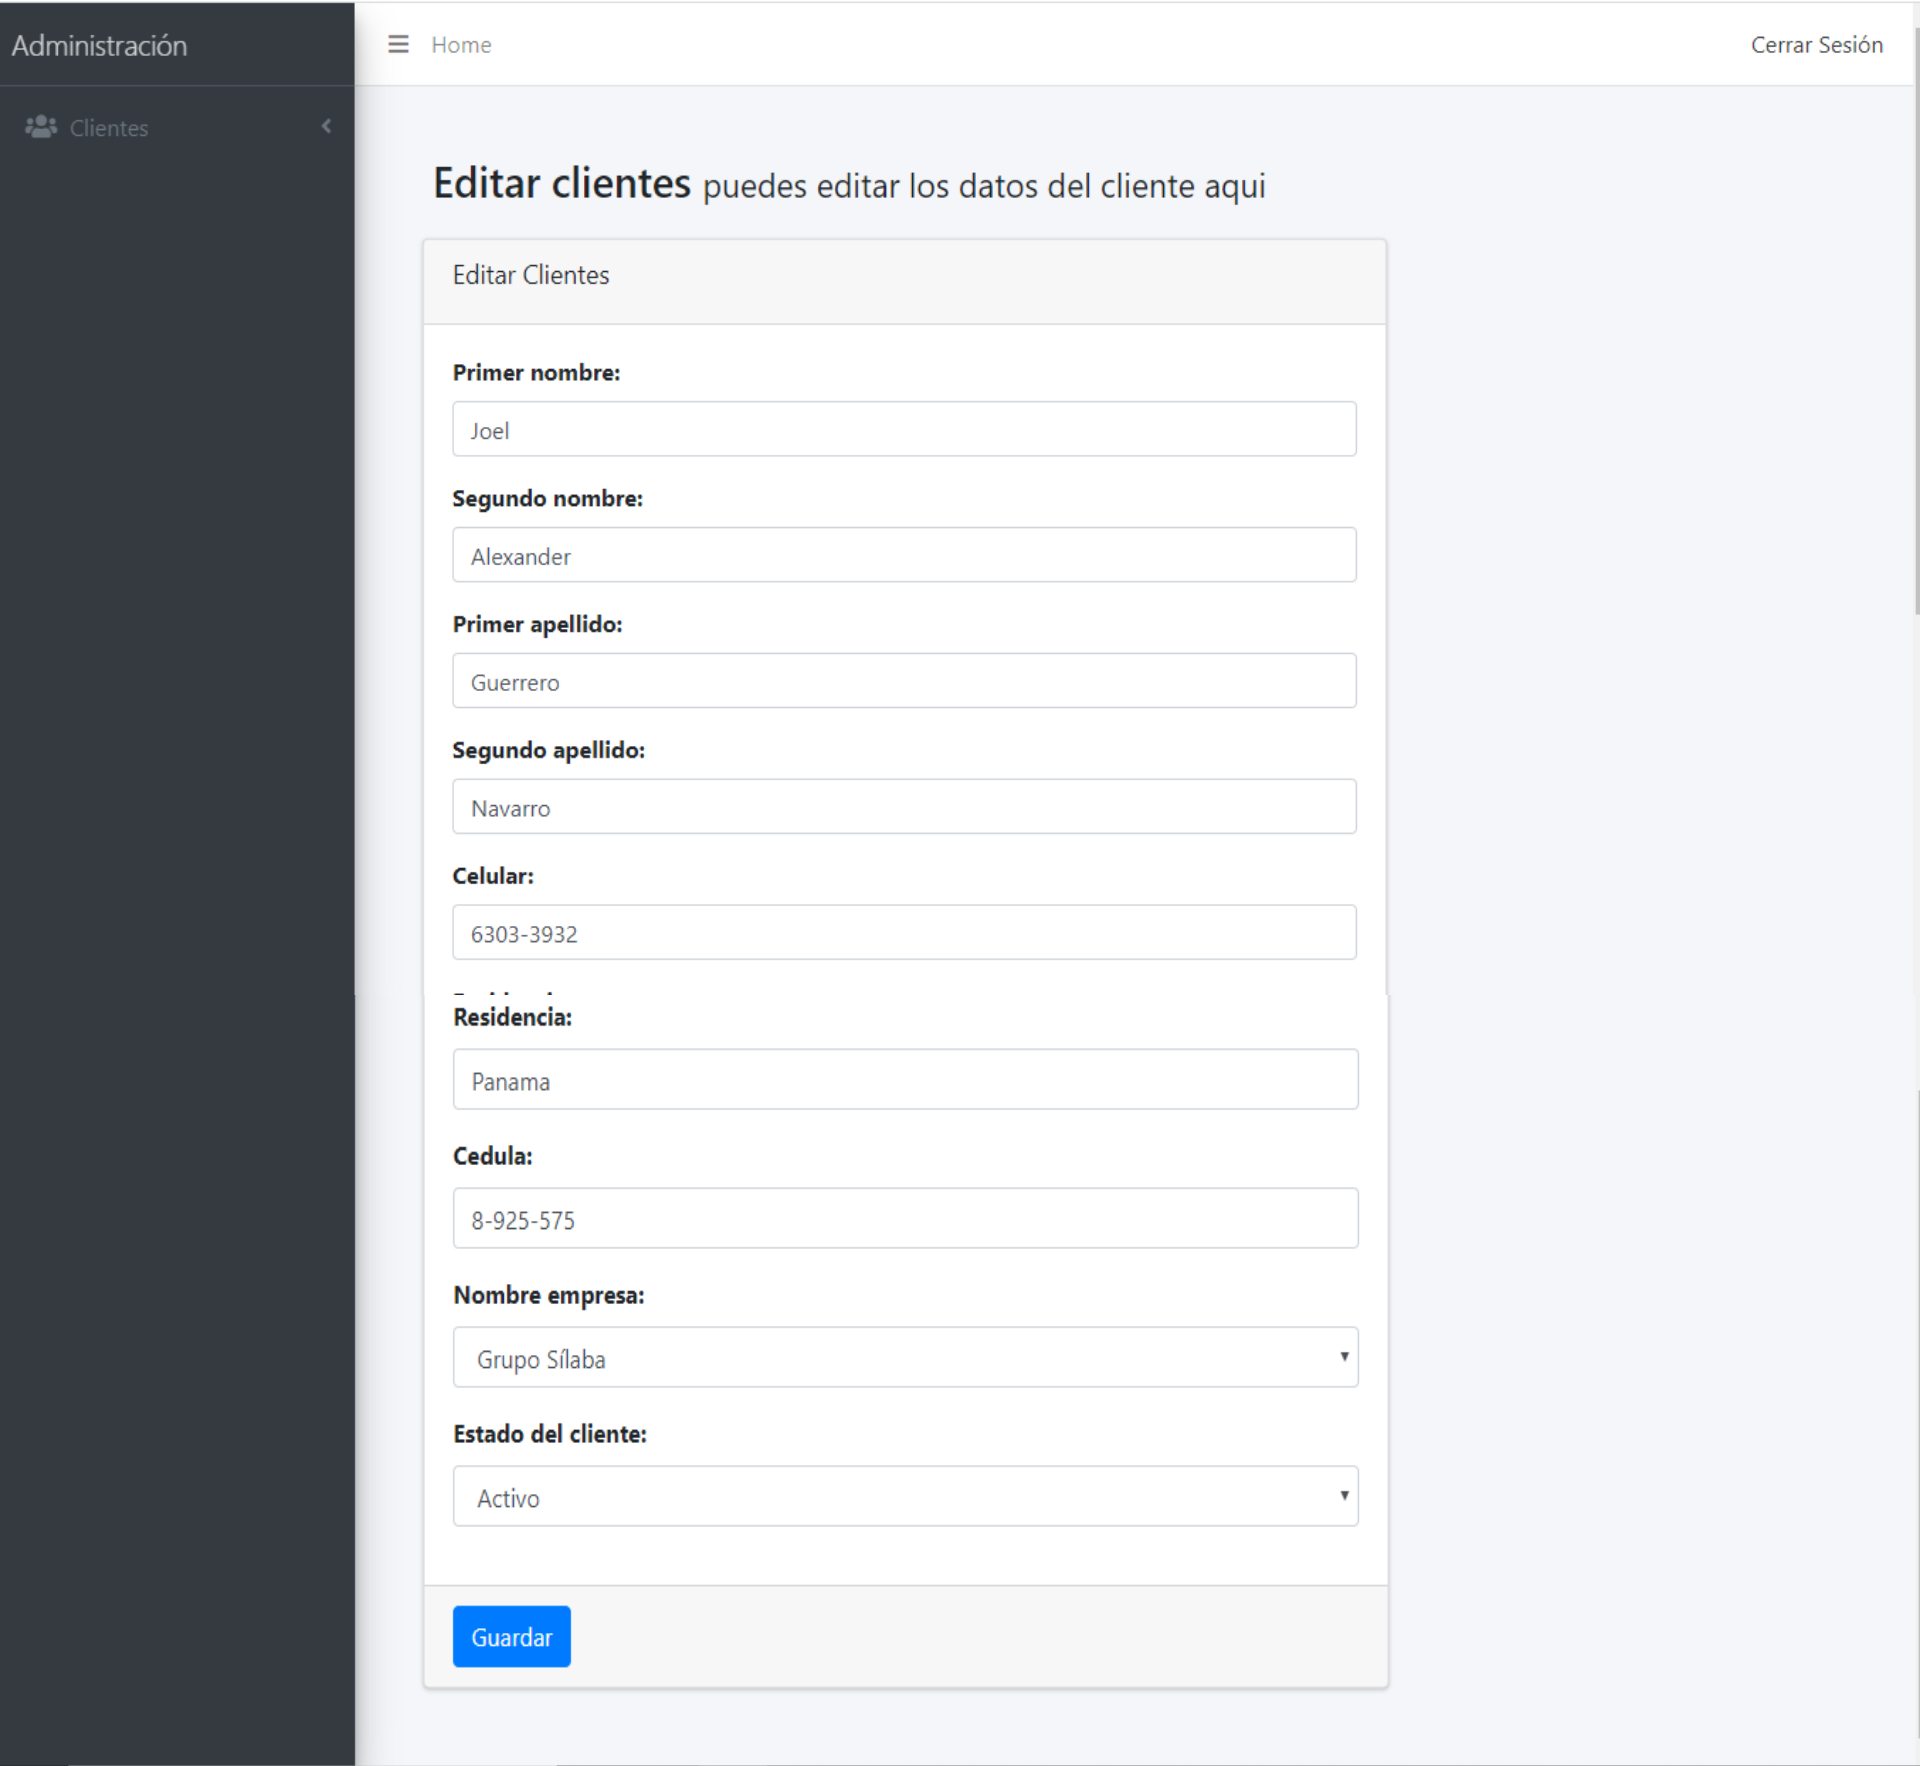 Administración
Home
Cerrar Sesión
Clientes
Editar clientes puedes editar los datos del cliente aqui
Editar Clientes
Primer nombre:
Joel
Segundo nombre:
Alexander
Primer apellido:
Guerrero
Segundo apellido:
Navarro
Celular:
6303-3932
Residencia:
Panama
Cedula:
8-925-575
Nombre empresa:
Grupo Sílaba
Estado del cliente:
Activo
Guardar